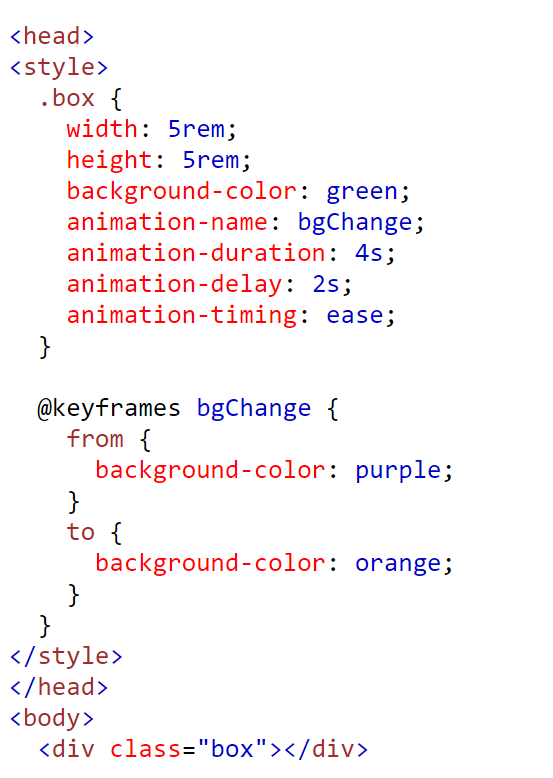 <head>
<style>
  .box {
    width: 5rem;
    height: 5rem;
    background-color: green;
    animation-name: bgChange;
    animation-duration: 4s;
    animation-delay: 2s;
    animation-timing: ease;
  }

  @keyframes bgChange {
    from {
      background-color: purple;
    }
    to {
      background-color: orange;
    }
  }
</style>
</head>
<body>
  <div class="box"></div>